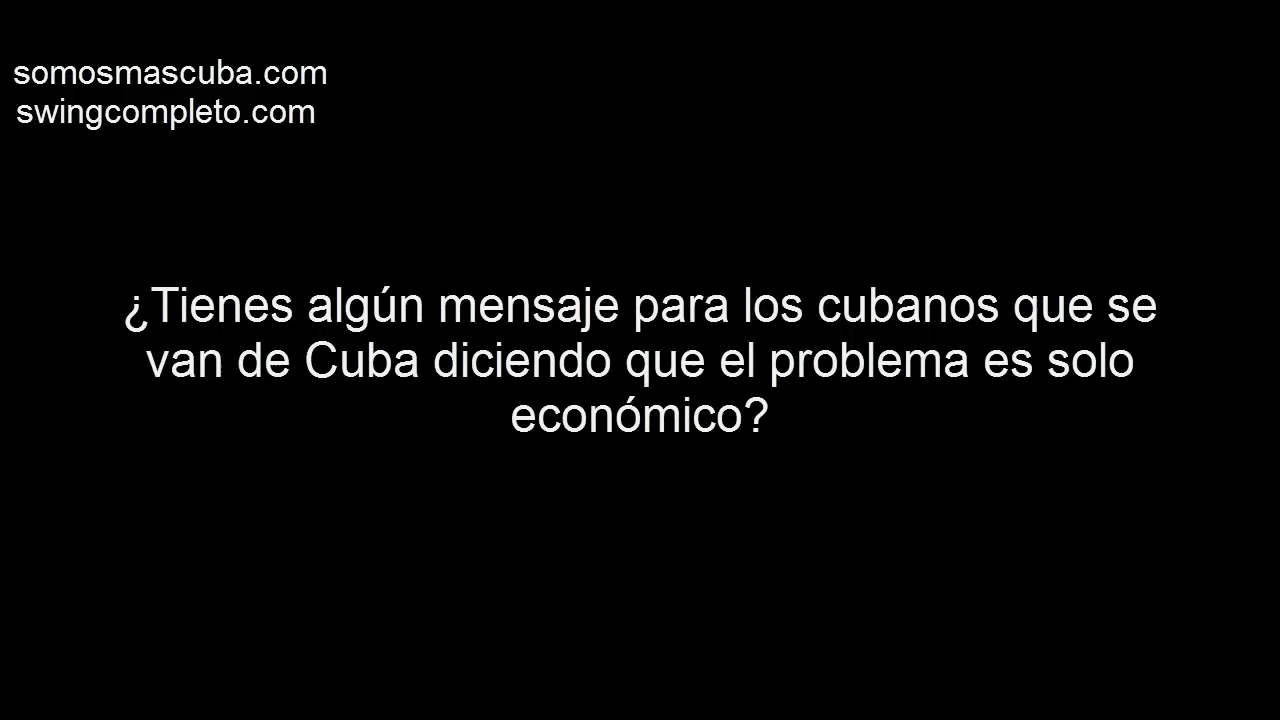 somosmascuba.com
swingcompleto.com
¿Tienes algún mensaje para los cubanos que se
van de Cuba diciendo que el problema es solo
económico?